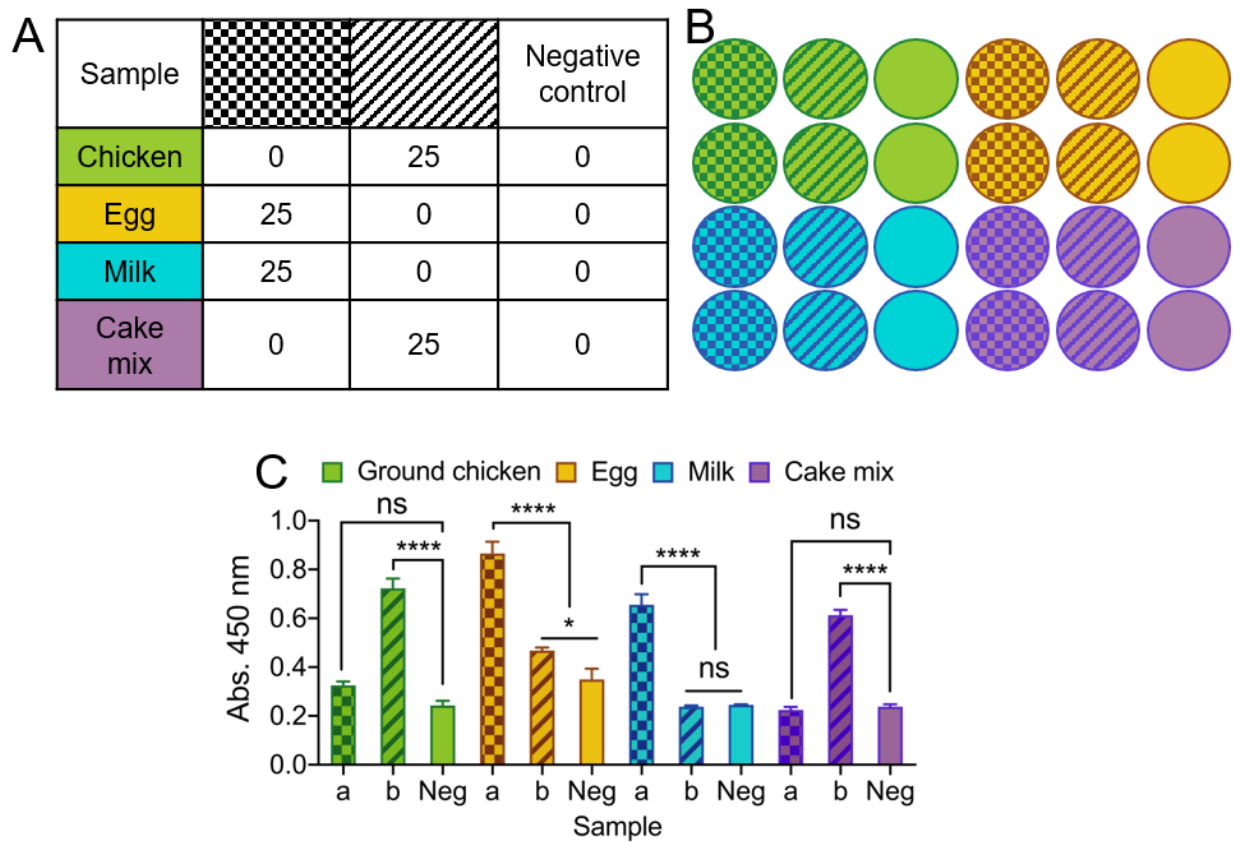 A
Sample
Negative
control
Chicken
0 25 0
Egg
25 0 0
Milk
25 0 0
Cake
mix
0 25 0
B
C
Ground chicken Egg Milk Cake mix
ns **** **** * **** ns ns ****
Abs. 450 nm
1.0
0.8
0.6
0.4
0.2
0.0
a b Neg a b Neg a b Neg a b Neg
Sample